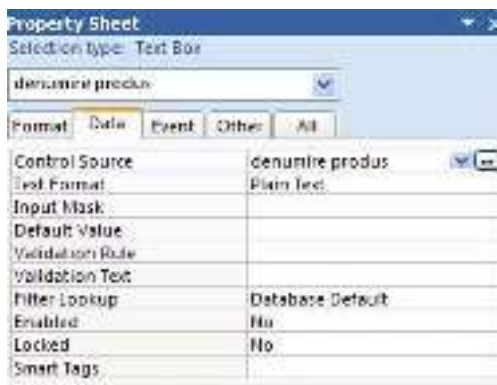 Property Sheet
Selection type: Text Box
denumire produs
Format Data Event Other All
Control Source denumire produs
Text Format Plain Text
Input Mask
Default Value
Validation Rule
Validation Text
Filter Lookup Database Default
Enabled No
Locked No
Smart Tags